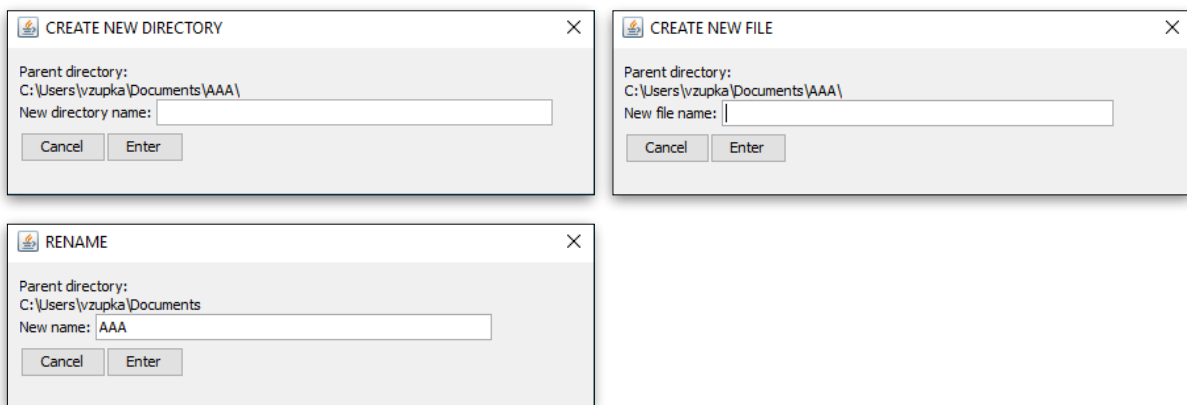 CREATE NEW DIRECTORY
Parent directory:
C:\Users\vzupka\Documents\AAA\
New directory name:
Cancel Enter
CREATE NEW FILE
Parent directory:
C:\Users\vzupka\Documents\AAA\
New file name:
Cancel Enter
RENAME
Parent directory:
C:\Users\vzupka\Documents
New name: AAA
Cancel Enter